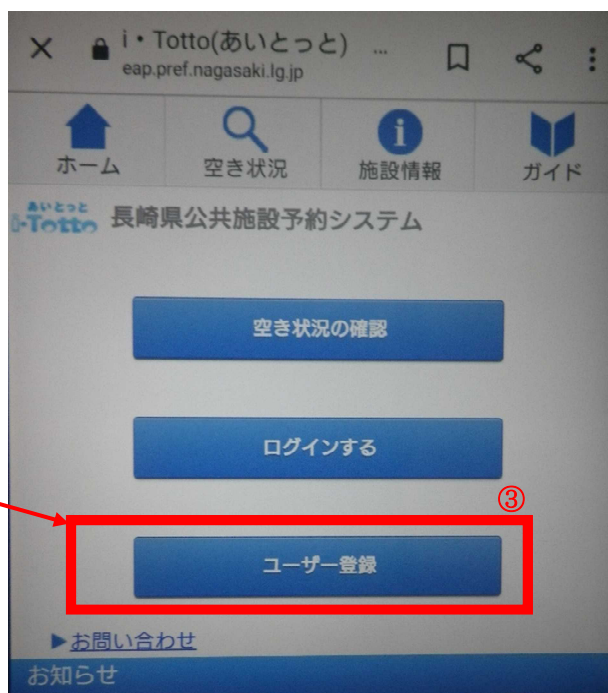 i・Totto(あいとっと) ...
eap.pref.nagasaki.lg.jp
ホーム 空き状況 施設情報 ガイド
あいとっと
i-Totto 長崎県公共施設予約システム
空き状況の確認
ログインする
③
ユーザー登録
▶お問い合わせ
お知らせ